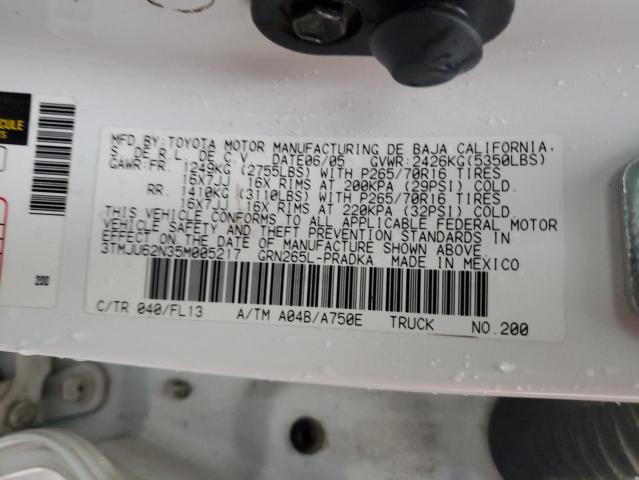 MFD.BY:TOYOTA MOTOR MANUFACTURING DE BAJA CALIFORNIA,
S. DE R.L. DE C.V. DATE06/05 GVWR:2426KG(5350LBS)
GAWR:FR. 1249KG (2755LBS) WITH P265/70R16 TIRES
16X7JJ 16X RIMS AT 200KPA (29PSI) COLD.
RR. 1410KG (3110LBS) WITH P265/70R16 TIRES
16X7JJ 16X RIMS AT 220KPA (32PSI) COLD.
THIS VEHICLE CONFORMS TO ALL APPLICABLE FEDERAL MOTOR
VEHICLE SAFETY AND THEFT PREVENTION STANDARDS IN
EFFECT ON THE DATE OF MANUFACTURE SHOWN ABOVE.
3TMJU62N35M005217 GRN265L-PRADKA MADE IN MEXICO
C/TR 040/FL13 A/TM A04B/A750E TRUCK NO.200
200